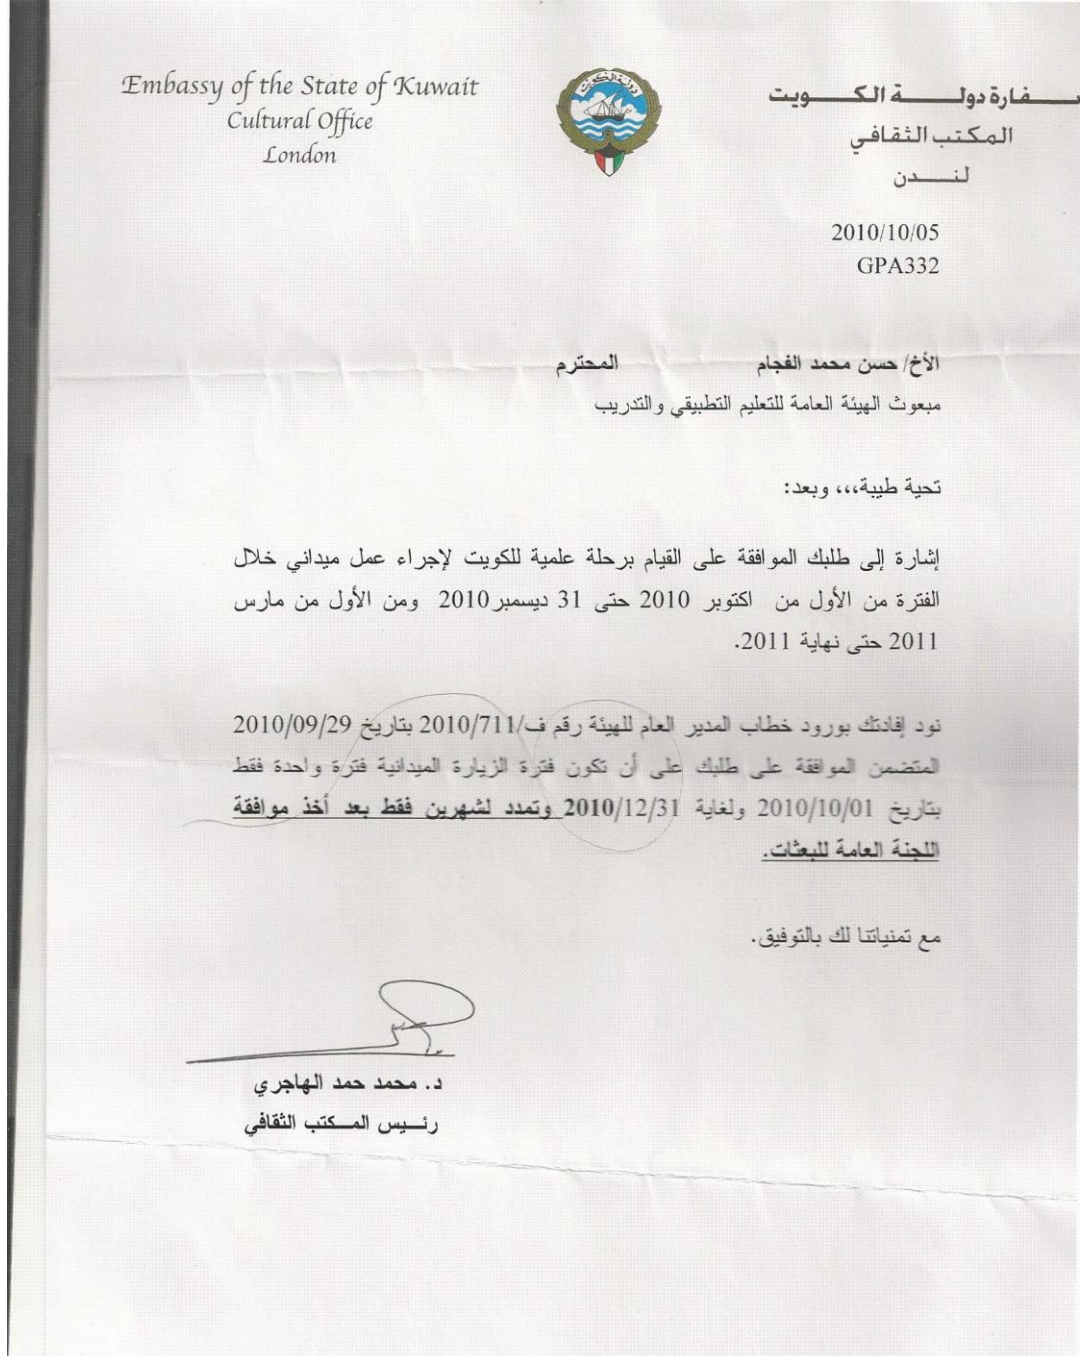 Embassy of the State of Kuwait
Cultural Office
London
دولة الكويت
سفارة دولة الكويت
المكتب الثقافي
لندن
2010/10/05
GPA332
الأخ/ حسن محمد الفجام المحترم
مبعوث الهيئة العامة للتعليم التطبيقي والتدريب
تحية طيبة،،، وبعد:
إشارة إلى طلبك الموافقة على القيام برحلة علمية للكويت لإجراء عمل ميداني خلال
الفترة من الأول من اكتوبر 2010 حتى 31 ديسمبر2010 ومن الأول من مارس
2011 حتى نهاية 2011.
نود إفادتك بورود خطاب المدير العام للهيئة رقم ف/2010/711 بتاريخ 2010/09/29
المتضمن الموافقة على طلبك على أن تكون فترة الزيارة الميدانية فترة واحدة فقط
بتاريخ 2010/10/01 ولغاية 2010/12/31 وتمدد لشهرين فقط بعد أخذ موافقة
اللجنة العامة للبعثات.
مع تمنياتنا لك بالتوفيق.
د. محمد حمد الهاجري
رئيس المكتب الثقافي